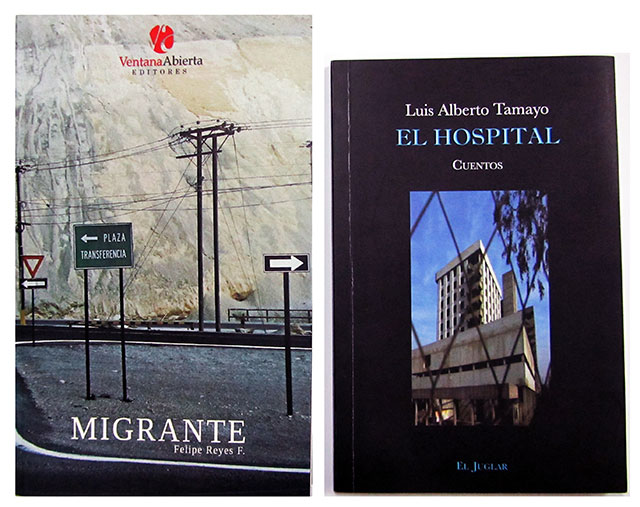 VentanaAbierta
EDITORES
PLAZA
TRANSFERENCIA
MIGRANTE
Felipe Reyes F.
Luis Alberto Tamayo
EL HOSPITAL
CUENTOS
EL JUGLAR